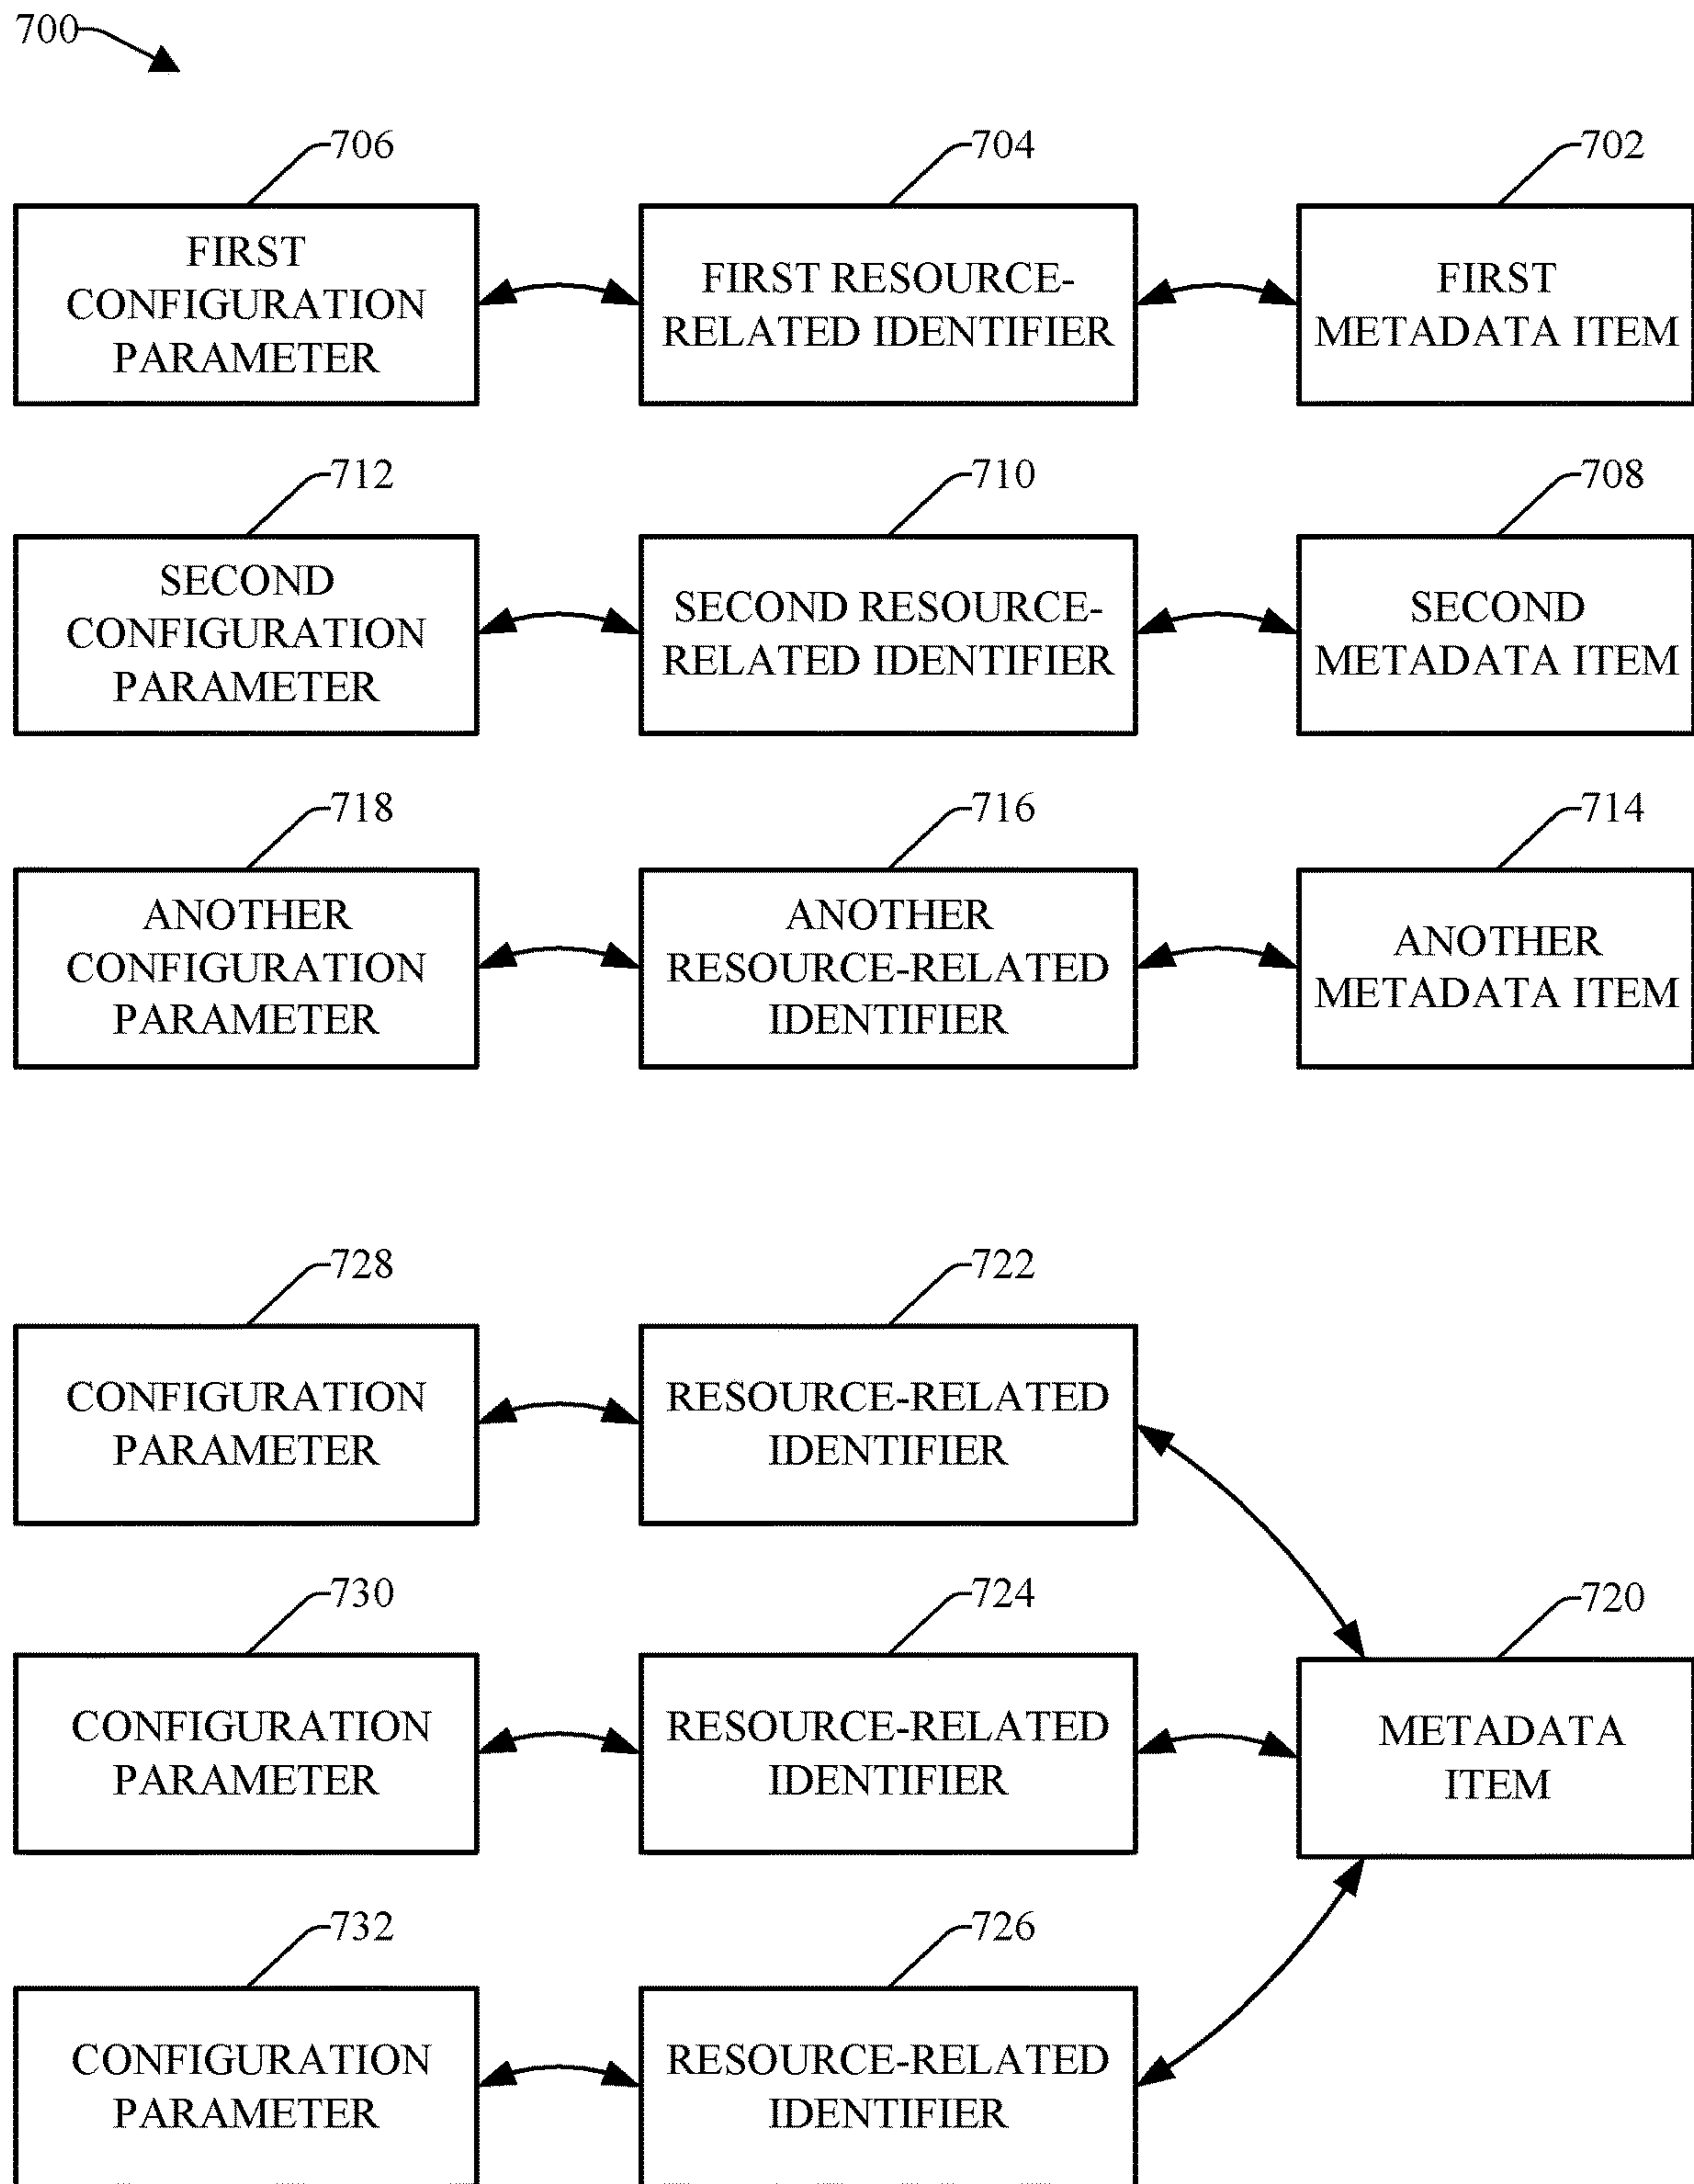 700
706
704
702
FIRST
CONFIGURATION
PARAMETER
FIRST RESOURCE-
RELATED IDENTIFIER
FIRST
METADATA ITEM
712
710
708
SECOND
CONFIGURATION
PARAMETER
SECOND RESOURCE-
RELATED IDENTIFIER
SECOND
METADATA ITEM
718
716
714
ANOTHER
CONFIGURATION
PARAMETER
ANOTHER
RESOURCE-RELATED
IDENTIFIER
ANOTHER
METADATA ITEM
728
722
CONFIGURATION
PARAMETER
RESOURCE-RELATED
IDENTIFIER
730
724
720
CONFIGURATION
PARAMETER
RESOURCE-RELATED
IDENTIFIER
METADATA
ITEM
732
726
CONFIGURATION
PARAMETER
RESOURCE-RELATED
IDENTIFIER